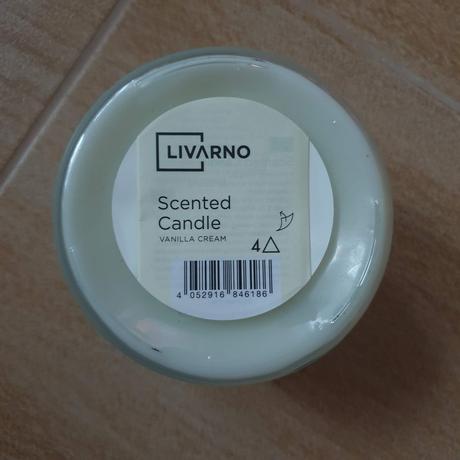 LIVARNO
Scented
Candle
VANILLA CREAM
4
4 052916 846186